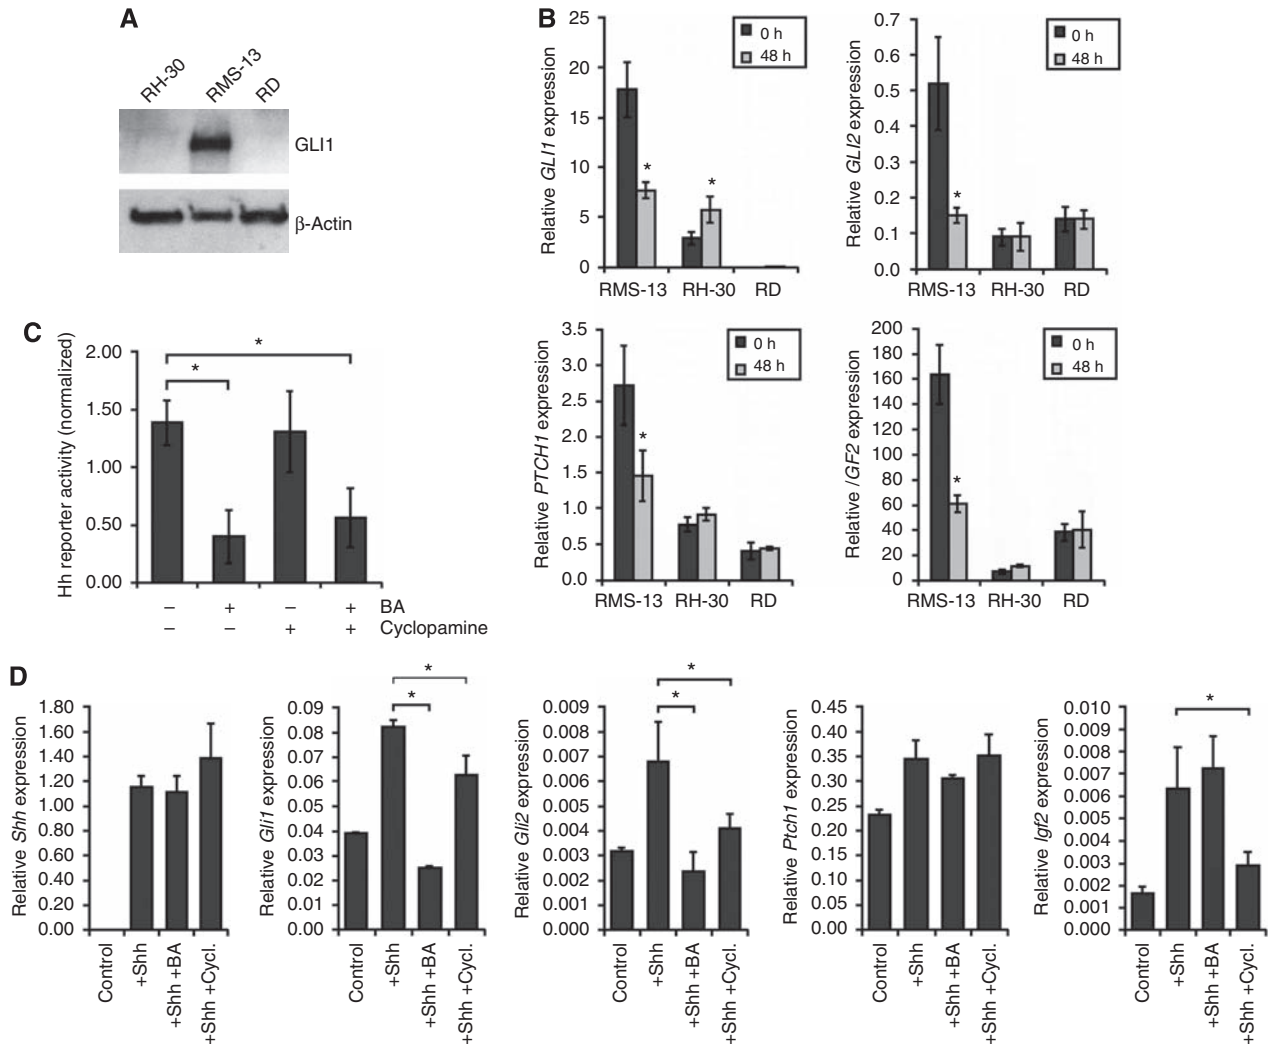 A
RH-30
RMS-13
RD
GLI1
β-Actin
B
Relative GLI1 expression
25
20
15
10
5
0
0 h
48 h
*
*
RMS-13
RH-30
RD
Relative GLI2 expression
0.7
0.6
0.5
0.4
0.3
0.2
0.1
0.0
0 h
48 h
*
RMS-13
RH-30
RD
Relative PTCH1 expression
3.5
3.0
2.5
2.0
1.5
1.0
0.5
0.0
0 h
48 h
*
RMS-13
RH-30
RD
Relative IGF2 expression
200
180
160
140
120
100
80
60
40
20
0
0 h
48 h
*
RMS-13
RH-30
RD
C
Hh reporter activity (normalized)
2.00
1.50
1.00
0.50
0.00
*
*
– + – + BA
– – + + Cyclopamine
D
Relative Shh expression
1.80
1.60
1.40
1.20
1.00
0.80
0.60
0.40
0.20
0.00
Control
+Shh
+Shh +BA
+Shh +Cycl.
Relative Gli1 expression
0.09
0.08
0.07
0.06
0.05
0.04
0.03
0.02
0.01
0.00
*
*
Control
+Shh
+Shh +BA
+Shh +Cycl.
Relative Gli2 expression
0.009
0.008
0.007
0.006
0.005
0.004
0.003
0.002
0.001
0.000
*
*
Control
+Shh
+Shh +BA
+Shh +Cycl.
Relative Ptch1 expression
0.45
0.40
0.35
0.30
0.25
0.20
0.15
0.10
0.05
0.00
Control
+Shh
+Shh +BA
+Shh +Cycl.
Relative Igf2 expression
0.010
0.009
0.008
0.007
0.006
0.005
0.004
0.003
0.002
0.001
0.000
*
Control
+Shh
+Shh +BA
+Shh +Cycl.